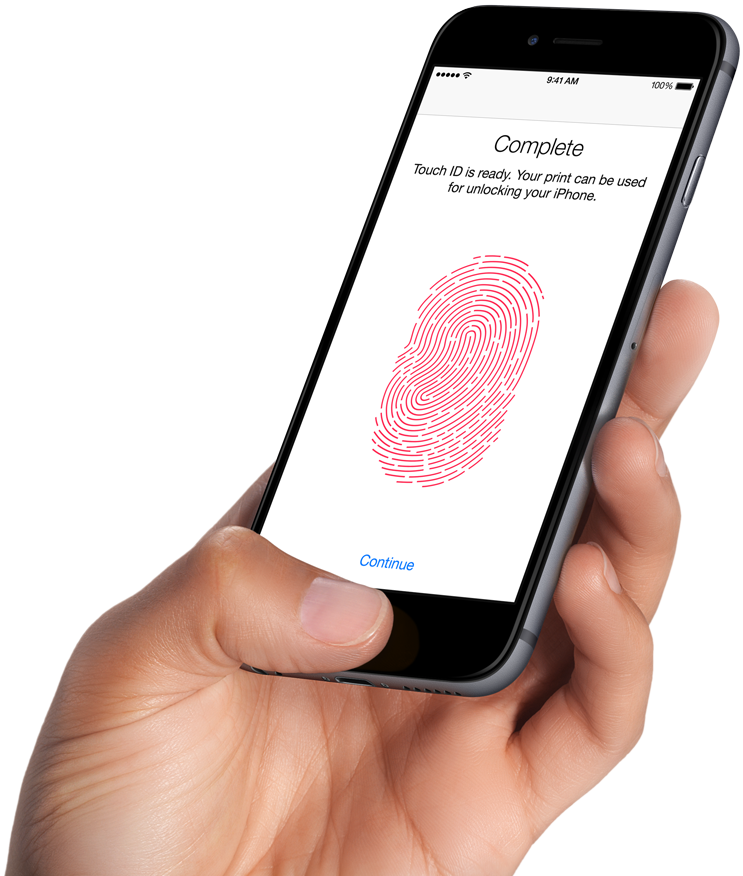 9:41 AM
100%
Complete
Touch ID is ready. Your print can be used
for unlocking your iPhone.
Continue